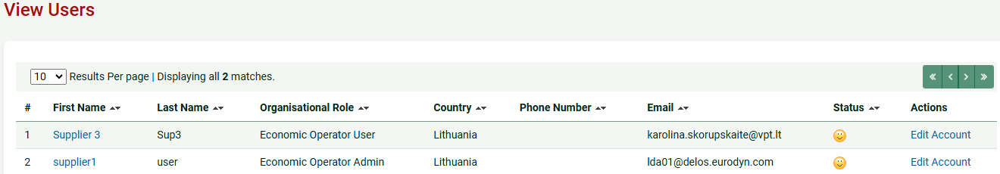 View Users
10 Results Per page | Displaying all 2 matches.
# First Name Last Name Organisational Role Country Phone Number Email Status Actions
1 Supplier 3 Sup3 Economic Operator User Lithuania karolina.skorupskaite@vpt.lt Edit Account
2 supplier1 user Economic Operator Admin Lithuania lda01@delos.eurodyn.com Edit Account